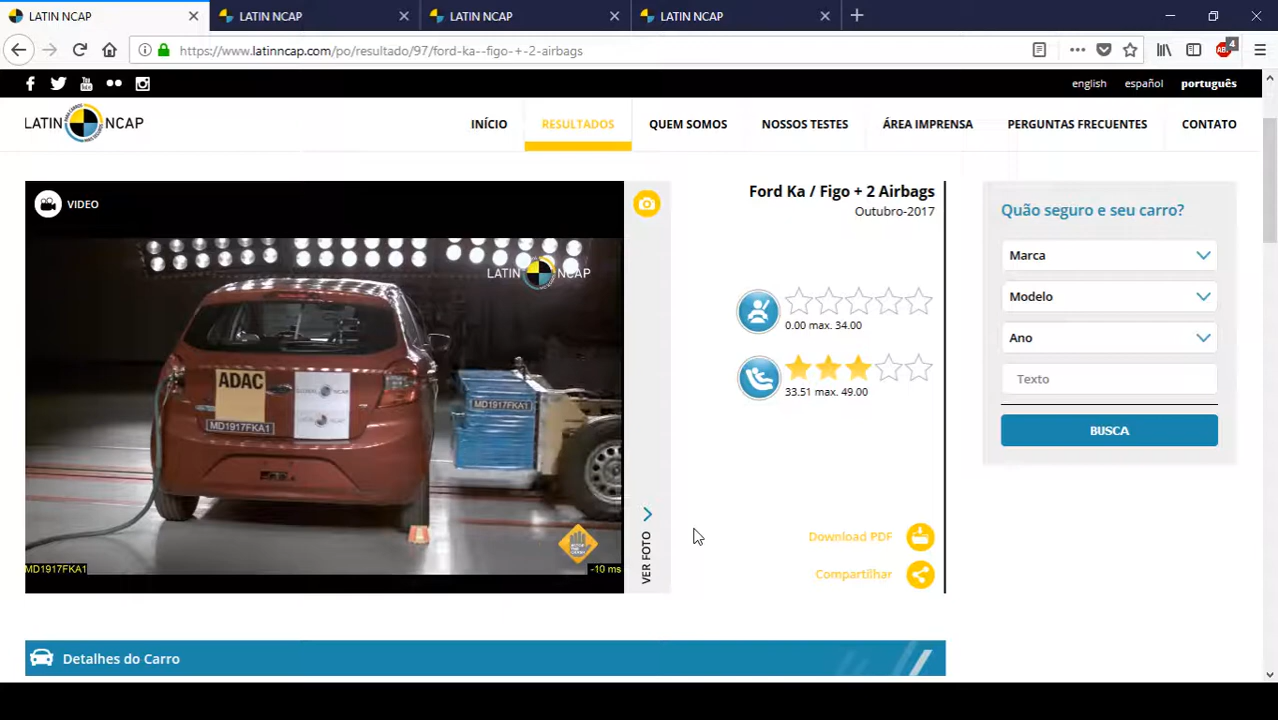 LATIN NCAP
LATIN NCAP
LATIN NCAP
LATIN NCAP
https://www.latinncap.com/po/resultado/97/ford-ka--figo-+-2-airbags
4
english español português
LATIN NCAP
PARA CARROS
INÍCIO RESULTADOS QUEM SOMOS NOSSOS TESTES ÁREA IMPRENSA PERGUNTAS FRECUENTES CONTATO
VIDEO
LATIN NCAP
ADAC
MD1917FKA1
MD1917FKA1
MD1917FKA1
-10 ms
VER FOTO
Ford Ka / Figo + 2 Airbags
Outubro-2017
0.00 max. 34.00
33.51 max. 49.00
Download PDF
Compartilhar
Quão seguro e seu carro?
Marca
Modelo
Ano
Texto
BUSCA
Detalhes do Carro